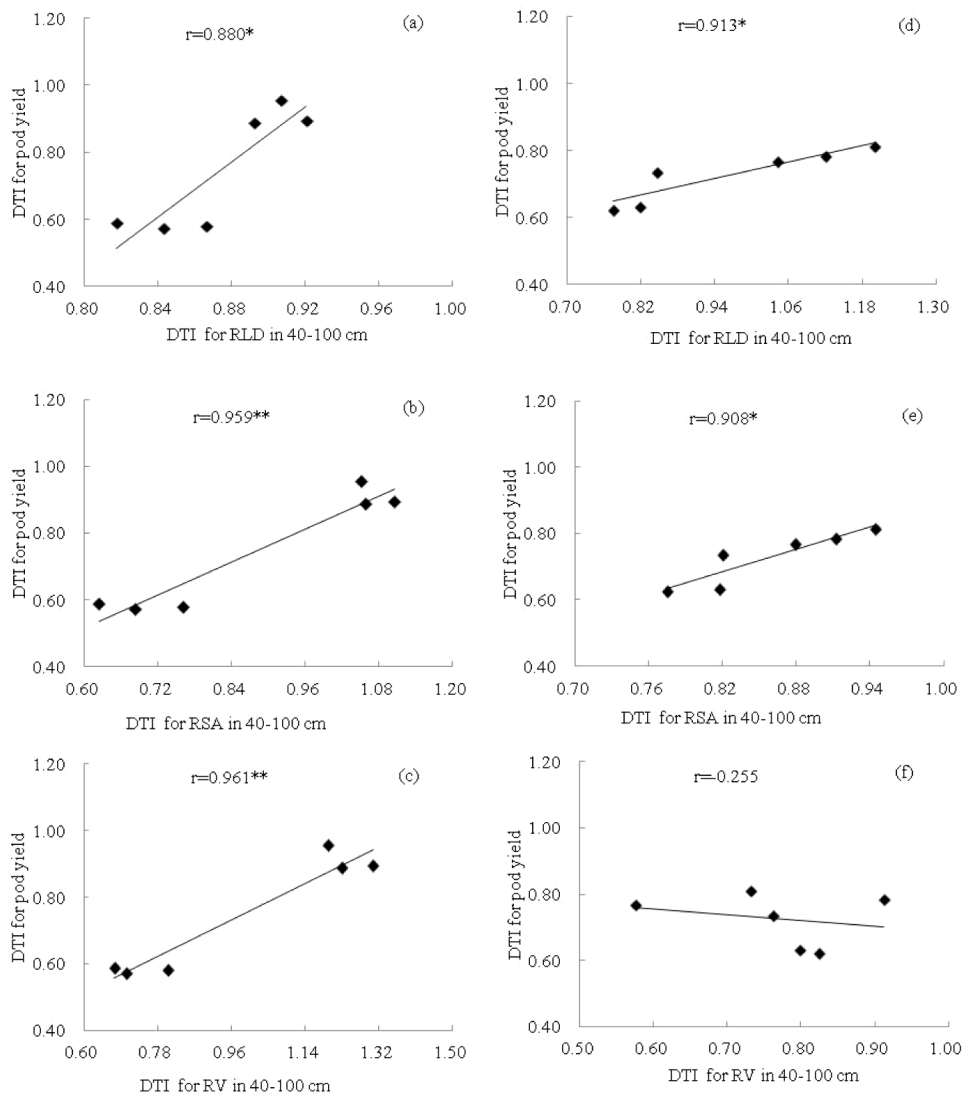 (a)
r=0.880*
DTI for pod yield
1.20
1.00
0.80
0.60
0.40
0.80 0.84 0.88 0.92 0.96 1.00
DTI for RLD in 40-100 cm
(d)
r=0.913*
DTI for pod yield
1.20
1.00
0.80
0.60
0.40
0.70 0.82 0.94 1.06 1.18 1.30
DTI for RLD in 40-100 cm
(b)
r=0.959**
DTI for pod yield
1.20
1.00
0.80
0.60
0.40
0.60 0.72 0.84 0.96 1.08 1.20
DTI for RSA in 40-100 cm
(e)
r=0.908*
DTI for pod yield
1.20
1.00
0.80
0.60
0.40
0.70 0.76 0.82 0.88 0.94 1.00
DTI for RSA in 40-100 cm
(c)
r=0.961**
DTI for pod yield
1.20
1.00
0.80
0.60
0.40
0.60 0.78 0.96 1.14 1.32 1.50
DTI for RV in 40-100 cm
(f)
r=-0.255
DTI for pod yield
1.20
1.00
0.80
0.60
0.40
0.50 0.60 0.70 0.80 0.90 1.00
DTI for RV in 40-100 cm